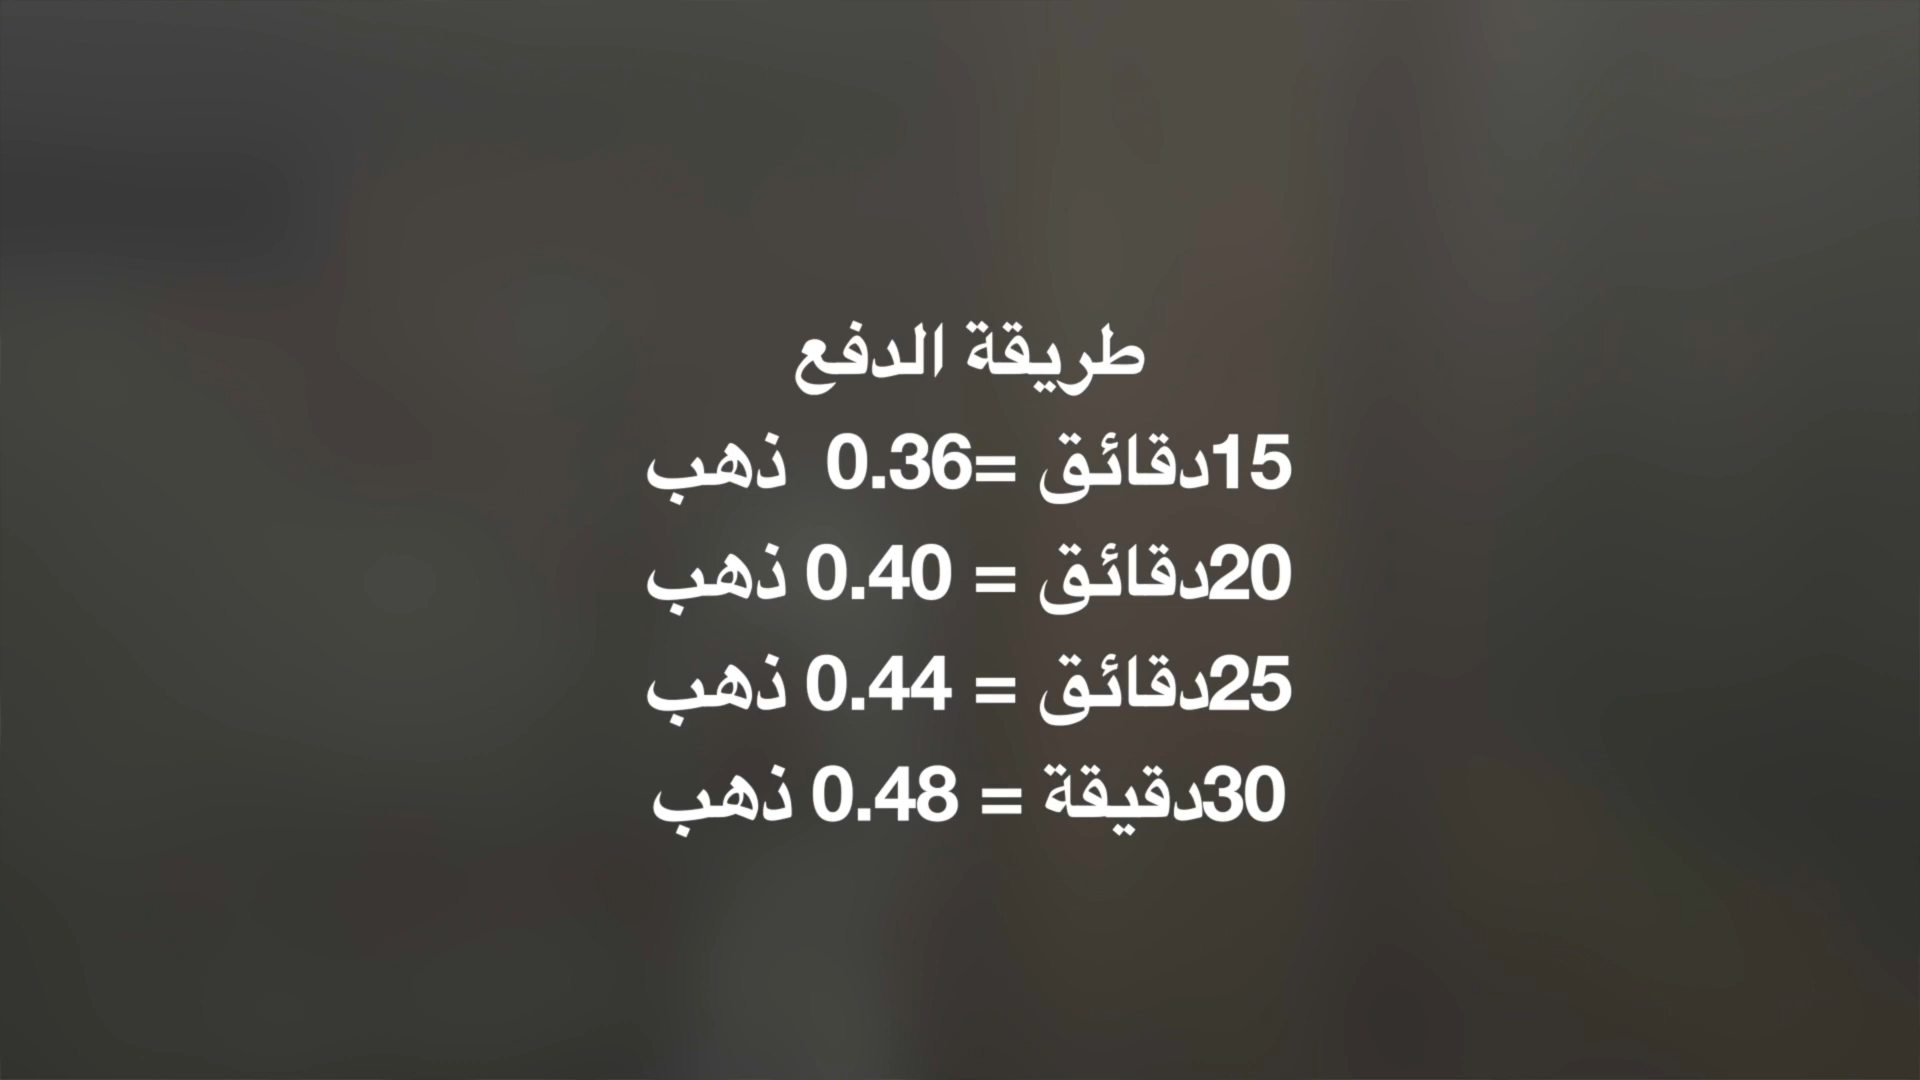 طريقة الدفع
15دقائق =0.36  ذهب
20دقائق = 0.40 ذهب
25دقائق = 0.44 ذهب
30دقيقة = 0.48 ذهب